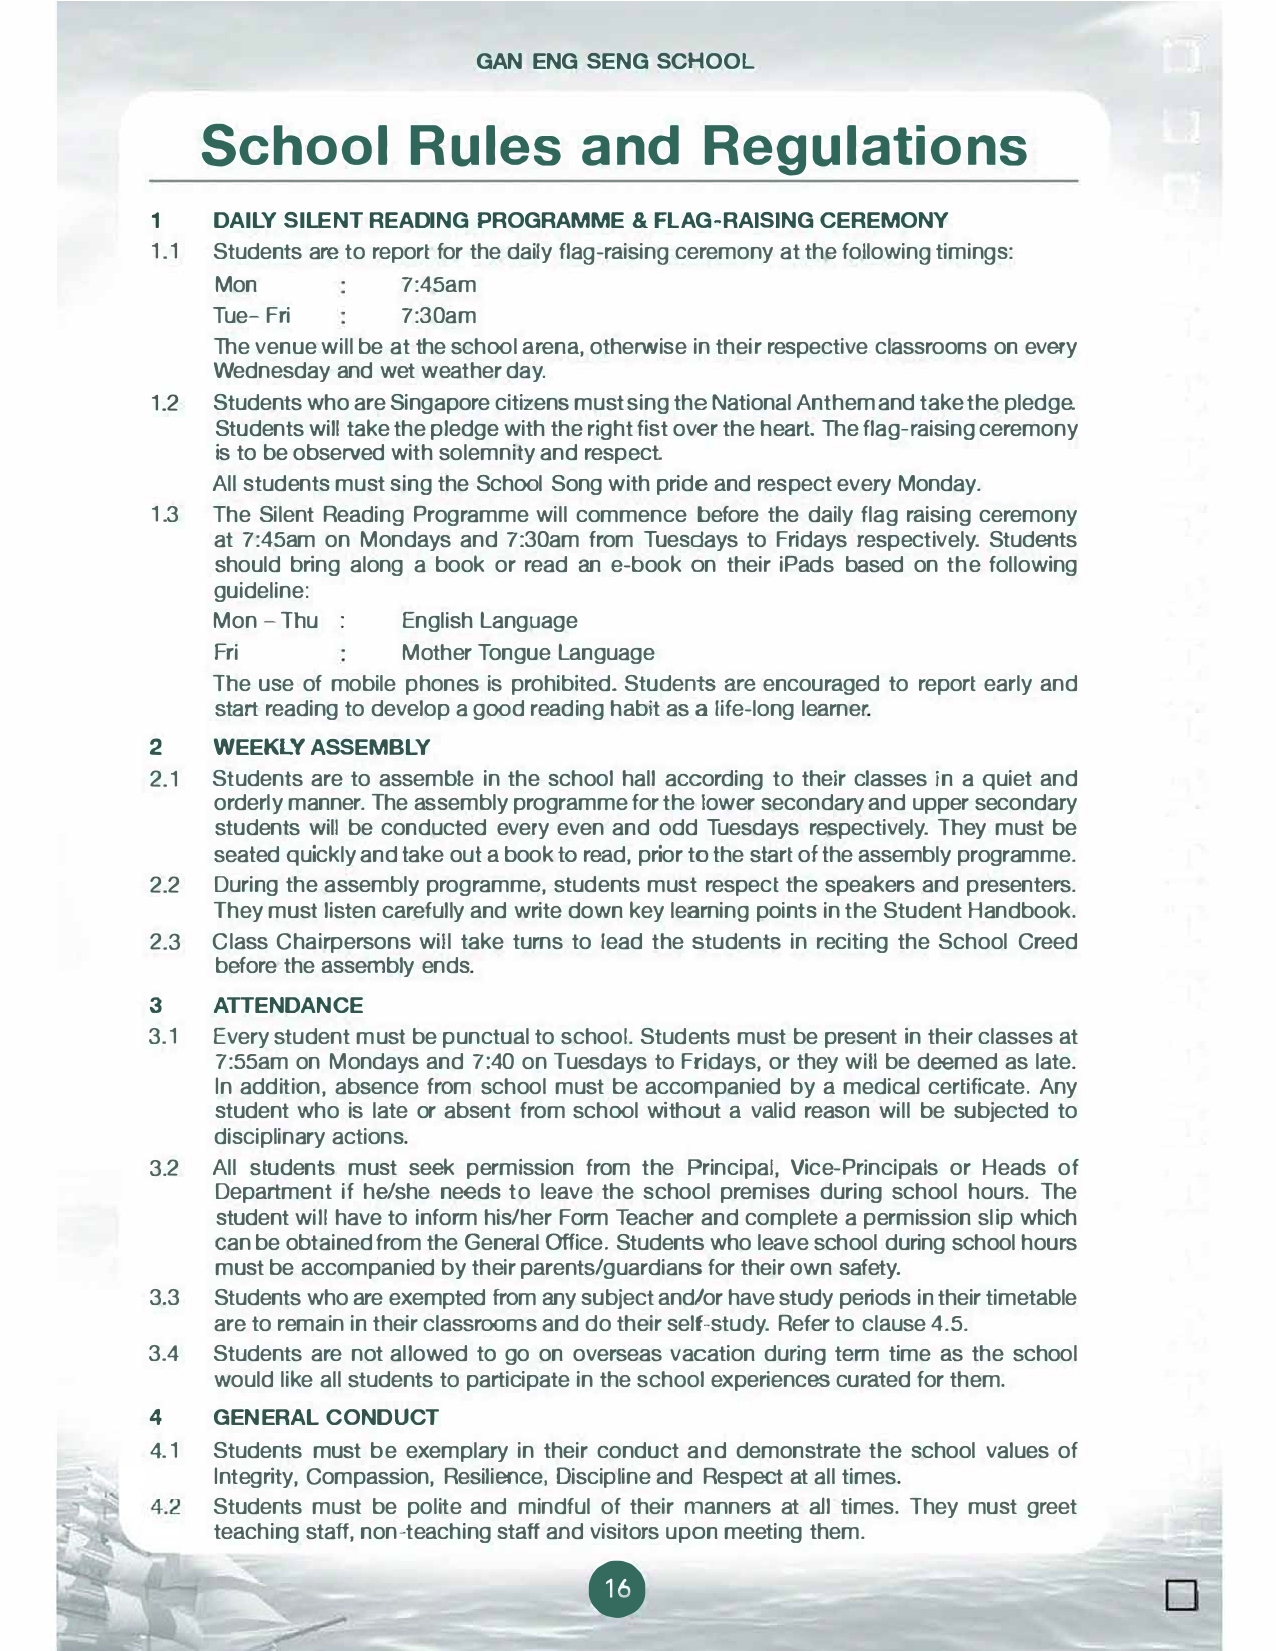 GAN ENG SENG SCHOOL
School Rules and Regulations
1 DAILY SILENT READING PROGRAMME & FLAG-RAISING CEREMONY
1.1 Students are to report for the daily flag-raising ceremony at the following timings:
Mon : 7:45am
Tue– Fri : 7:30am
The venue will be at the school arena, otherwise in their respective classrooms on every
Wednesday and wet weather day.
1.2 Students who are Singapore citizens must sing the National Anthem and take the pledge.
Students will take the pledge with the right fist over the heart. The flag-raising ceremony
is to be observed with solemnity and respect.
All students must sing the School Song with pride and respect every Monday.
1.3 The Silent Reading Programme will commence before the daily flag raising ceremony
at 7:45am on Mondays and 7:30am from Tuesdays to Fridays respectively. Students
should bring along a book or read an e-book on their iPads based on the following
guideline:
Mon – Thu : English Language
Fri : Mother Tongue Language
The use of mobile phones is prohibited. Students are encouraged to report early and
start reading to develop a good reading habit as a life-long learner.
2 WEEKLY ASSEMBLY
2.1 Students are to assemble in the school hall according to their classes in a quiet and
orderly manner. The assembly programme for the lower secondary and upper secondary
students will be conducted every even and odd Tuesdays respectively. They must be
seated quickly and take out a book to read, prior to the start of the assembly programme.
2.2 During the assembly programme, students must respect the speakers and presenters.
They must listen carefully and write down key learning points in the Student Handbook.
2.3 Class Chairpersons will take turns to lead the students in reciting the School Creed
before the assembly ends.
3 ATTENDANCE
3.1 Every student must be punctual to school. Students must be present in their classes at
7:55am on Mondays and 7:40 on Tuesdays to Fridays, or they will be deemed as late.
In addition, absence from school must be accompanied by a medical certificate. Any
student who is late or absent from school without a valid reason will be subjected to
disciplinary actions.
3.2 All students must seek permission from the Principal, Vice-Principals or Heads of
Department if he/she needs to leave the school premises during school hours. The
student will have to inform his/her Form Teacher and complete a permission slip which
can be obtained from the General Office. Students who leave school during school hours
must be accompanied by their parents/guardians for their own safety.
3.3 Students who are exempted from any subject and/or have study periods in their timetable
are to remain in their classrooms and do their self-study. Refer to clause 4.5.
3.4 Students are not allowed to go on overseas vacation during term time as the school
would like all students to participate in the school experiences curated for them.
4 GENERAL CONDUCT
4.1 Students must be exemplary in their conduct and demonstrate the school values of
Integrity, Compassion, Resilience, Discipline and Respect at all times.
4.2 Students must be polite and mindful of their manners at all times. They must greet
teaching staff, non-teaching staff and visitors upon meeting them.
16